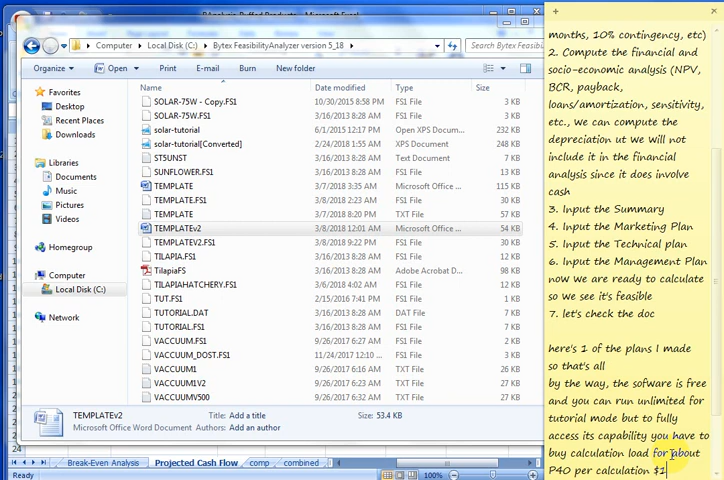 Computer ▸ Local Disk (C:) ▸ Bytex FeasibilityAnalyzer version 5_18 ▸
Search Bytex Fea
Organize ▾ Open ▾ Print E-mail Burn New folder
Name Date modified Type Size
SOLAR-75W - Copy.FS1 10/30/2015 8:58 PM FS1 File 3 KB
SOLAR-75W.FS1 3/16/2013 8:28 AM FS1 File 3 KB
solar-tutorial 6/1/2015 12:17 PM Open XPS Docum... 232 KB
solar-tutorial[Converted] 2/24/2018 1:55 AM XPS Document 248 KB
ST5UNST 3/16/2013 8:28 AM Text Document 7 KB
SUNFLOWER.FS1 3/16/2013 8:28 AM FS1 File 13 KB
TEMPLATE 3/7/2018 3:35 AM Microsoft Office ... 115 KB
TEMPLATE.FS1 3/7/2018 2:23 AM FS1 File 12 KB
TEMPLATE 3/7/2018 8:20 PM TXT File 57 KB
TEMPLATEv2 3/8/2018 12:01 AM Microsoft Office ... 54 KB
TEMPLATEV2.FS1 3/8/2018 9:22 PM FS1 File 30 KB
TILAPIA.FS1 3/16/2013 8:28 AM FS1 File 12 KB
TilapiaFS 3/16/2013 8:28 AM Adobe Acrobat D... 98 KB
TILAPIAHATCHERY.FS1 3/6/2018 4:02 AM FS1 File 12 KB
TUT.FS1 2/15/2016 7:41 PM FS1 File 1 KB
TUTORIAL.DAT 3/16/2013 8:28 AM DAT File 7 KB
TUTORIAL.FS1 3/16/2013 8:28 AM FS1 File 7 KB
VACCUUM.FS1 9/26/2017 6:27 AM FS1 File 2 KB
VACCUUM_DOST.FS1 11/24/2017 12:10 ... FS1 File 3 KB
VACCUUM1 9/26/2017 6:16 AM TXT File 26 KB
VACCUUM1V2 9/26/2017 6:23 AM TXT File 27 KB
VACCUUMV500 9/26/2017 6:42 AM TXT File 27 KB
Favorites
Desktop
Recent Places
Downloads
Libraries
Documents
Music
Pictures
Videos
Homegroup
Computer
Local Disk (C:)
Network
TEMPLATEv2 Title: Add a title Size: 53.4 KB
Microsoft Office Word Document Authors: Add an author
24
Break-Even Analysis Projected Cash Flow comp combined
Ready 100%
months, 10% contingency, etc)
2. Compute the financial and
socio-economic analysis (NPV,
BCR, payback,
loans/amortization, sensitivity,
etc., we can compute the
depreciation ut we will not
include it in the financial
analysis since it does involve
cash
3. Input the Summary
4. Input the Marketing Plan
5. Input the Technical plan
6. Input the Management Plan
now we are ready to calculate
so we see it's feasible
7. let's check the doc
here's 1 of the plans I made
so that's all
by the way, the sofware is free
and you can run unlimited for
tutorial mode but to fully
access its capability you have to
buy calculation load for about
P40 per calculation $1